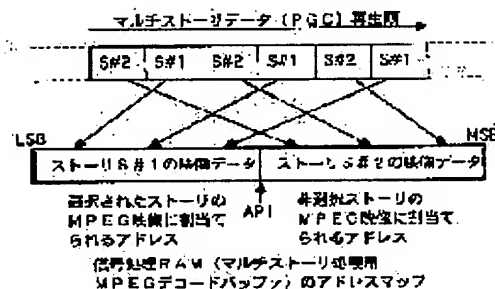 マルチストーリデータ（PGC）再生順
S#2 S#1 S#2 S#1 S#2 S#1
LSB MSB
ストーリS#1の映像データ ストーリS#2の映像データ
選択されたストーリの
MPEG映像に割当て
られるアドレス
API
非選択ストーリの
MPEG映像に割当て
られるアドレス
信号処理RAM（マルチストーリ処理用
MPEGデコードバッファ）のアドレスマップ